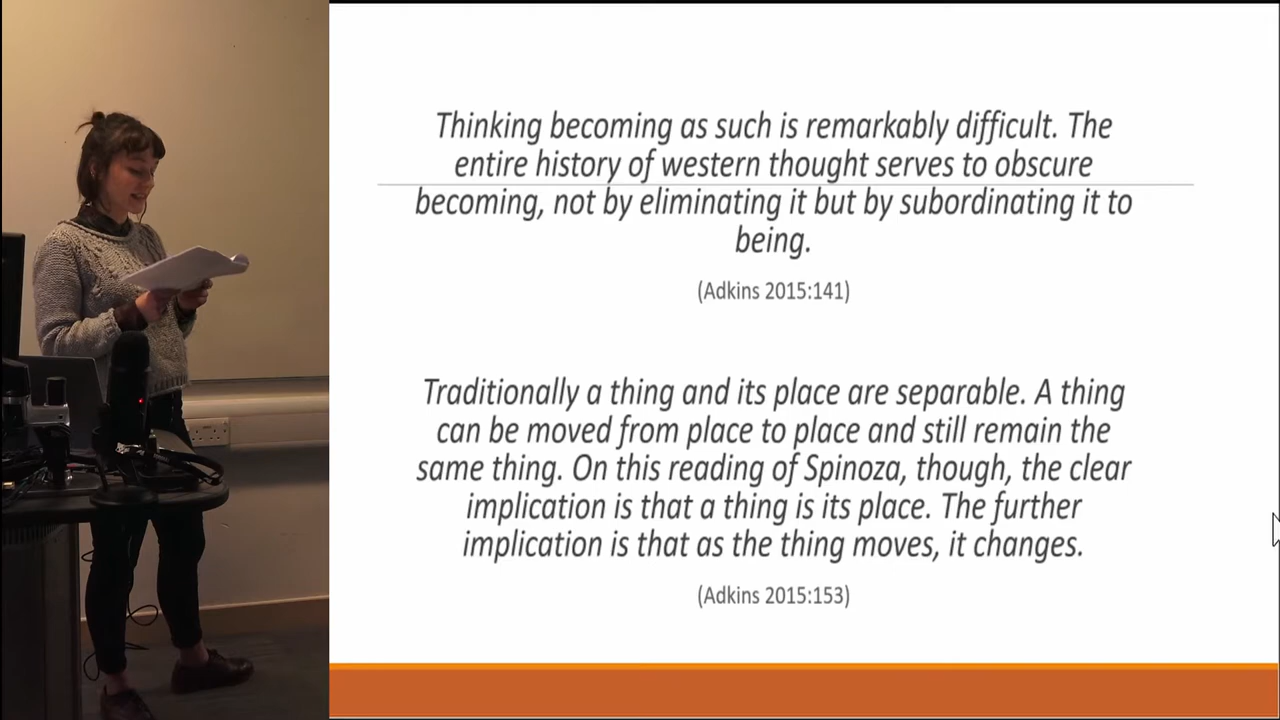 Thinking becoming as such is remarkably difficult. The
entire history of western thought serves to obscure
becoming, not by eliminating it but by subordinating it to
being.
(Adkins 2015:141)
Traditionally a thing and its place are separable. A thing
can be moved from place to place and still remain the
same thing. On this reading of Spinoza, though, the clear
implication is that a thing is its place. The further
implication is that as the thing moves, it changes.
(Adkins 2015:153)